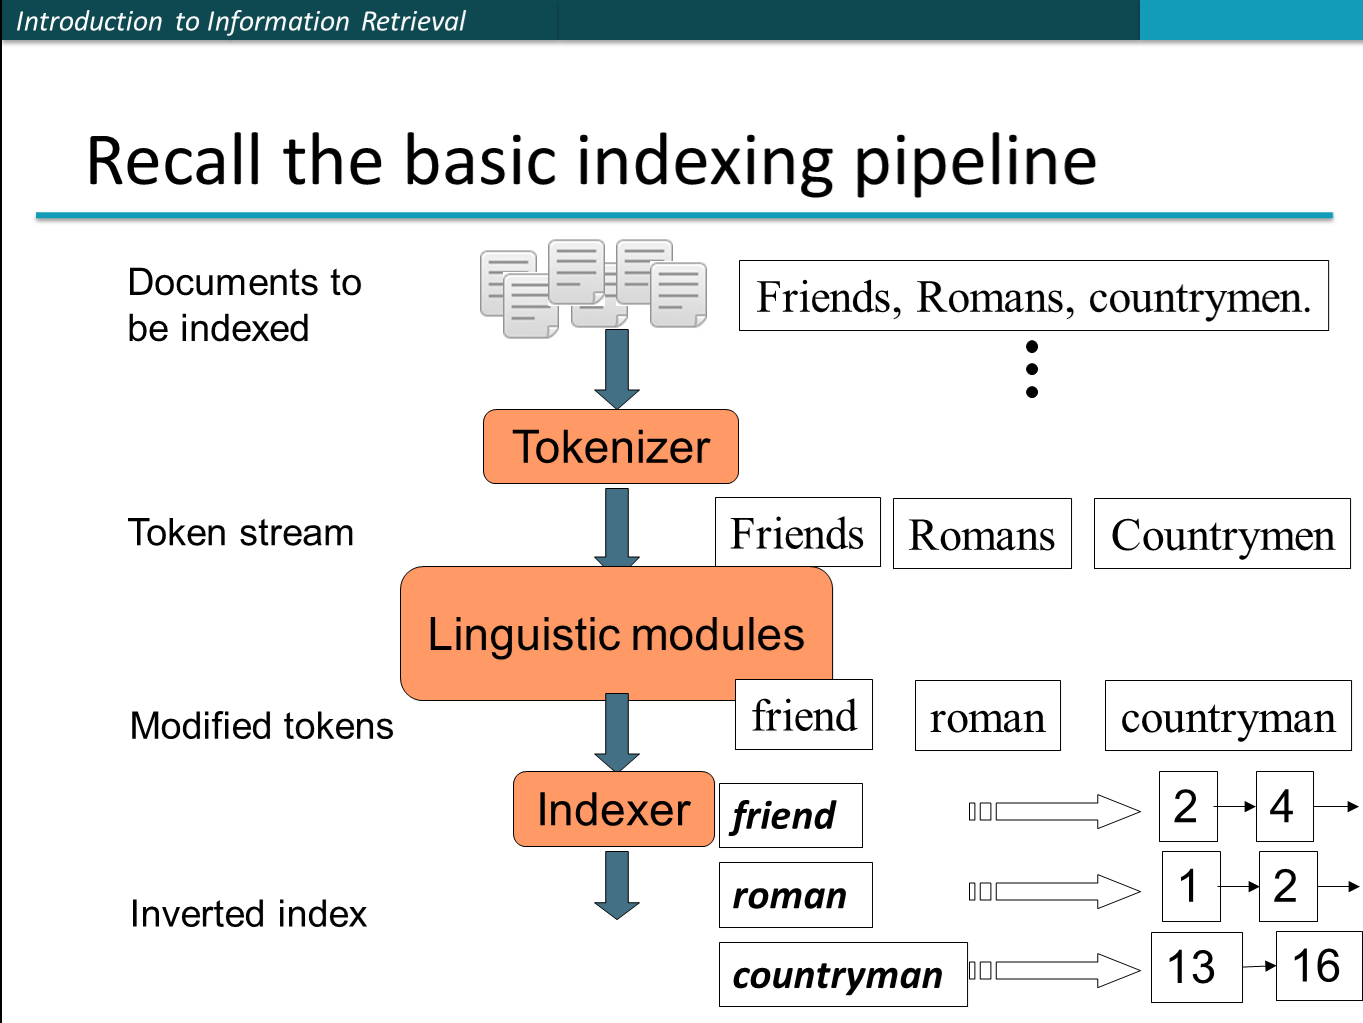 Introduction to Information Retrieval
Recall the basic indexing pipeline
Documents to
be indexed
Friends, Romans, countrymen.
Tokenizer
Token stream
Friends
Romans
Countrymen
Linguistic modules
Modified tokens
friend
roman
countryman
Indexer
friend
2
4
roman
1
2
Inverted index
countryman
13
16